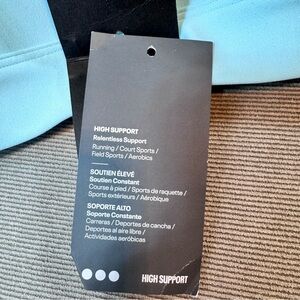 HIGH SUPPORT
Relentless Support
Running / Court Sports /
Field Sports / Aerobics
SOUTIEN ÉLEVÉ
Soutien Constant
Course à pied / Sports de raquette /
Sports extérieurs / Aérobique
SOPORTE ALTO
Soporte Constante
Carreras / Deportes de cancha /
Deportes al aire libre /
Actividades aeróbicas
HIGH SUPPORT